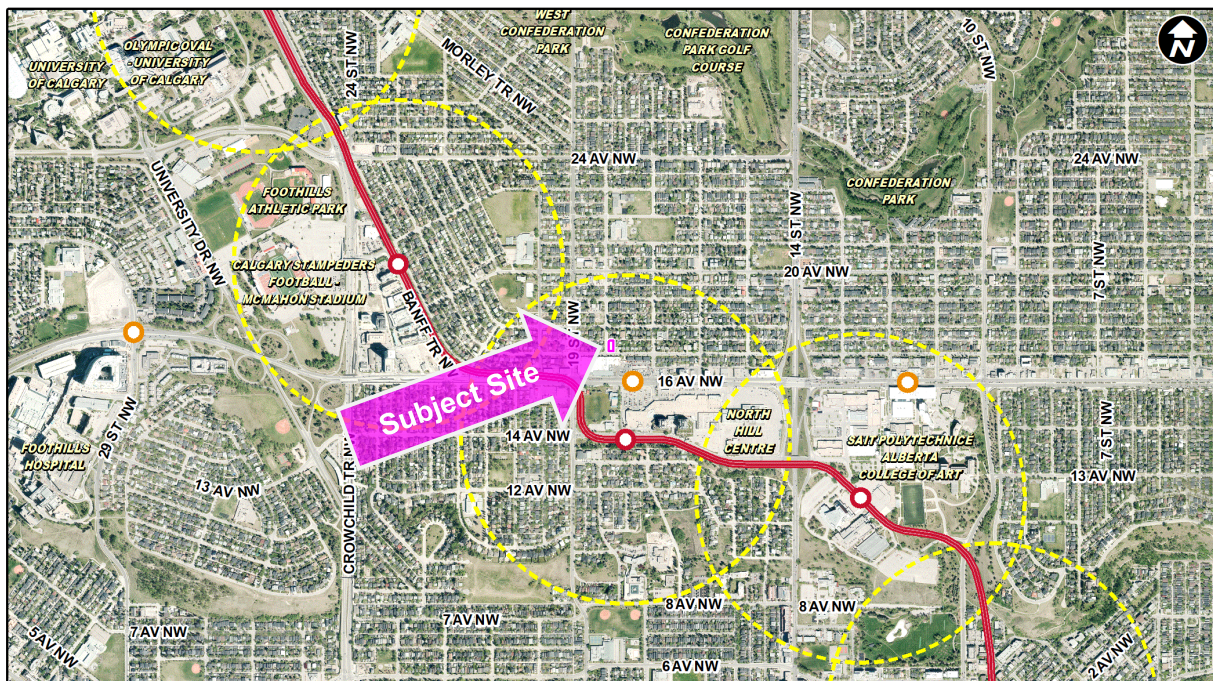 WEST
CONFEDERATION
PARK
CONFEDERATION
PARK GOLF
COURSE
10 ST NW
N
OLYMPIC OVAL
- UNIVERSITY
OF CALGARY
UNIVERSITY
OF CALGARY
24 ST NW
MORLEY TR NW
24 AV NW
24 AV NW
UNIVERSITY DR NW
FOOTHILLS
ATHLETIC PARK
CONFEDERATION
PARK
14 ST NW
7 ST NW
CALGARY STAMPEDERS
FOOTBALL -
MCMAHON STADIUM
20 AV NW
BANFF TR N
19 ST NW
Subject Site
16 AV NW
29 ST NW
FOOTHILLS
HOSPITAL
14 AV NW
NORTH
HILL
CENTRE
SAIT POLYTECHNICE
ALBERTA
COLLEGE OF ART
7 ST NW
13 AV NW
12 AV NW
13 AV NW
CROWCHILD TR NW
8 AV NW
8 AV NW
7 AV NW
7 AV NW
5 AV NW
6 AV NW
2 AV NW